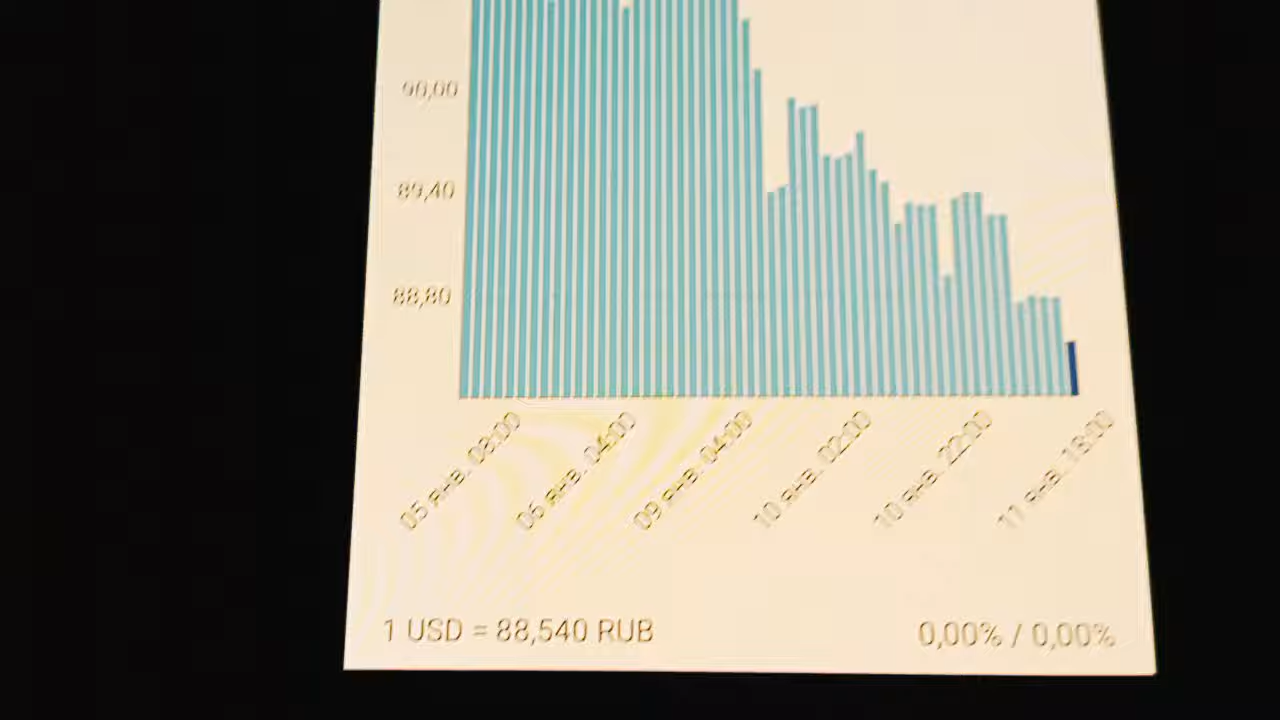 90,00
89,40
88,80
05 янв. 03:00
06 янв. 04:00
09 янв. 04:00
10 янв. 02:00
10 янв. 22:00
11 янв. 18:00
1 USD = 88,540 RUB
0,00% / 0,00%